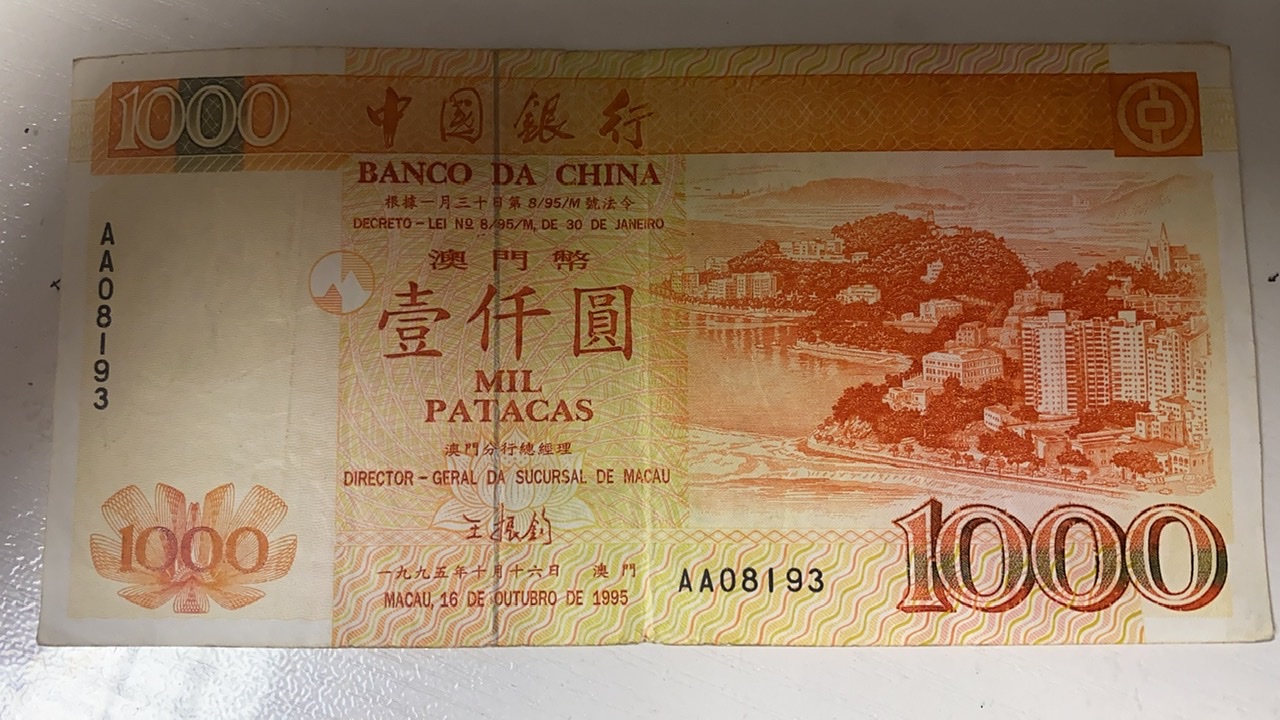 1000
中國銀行
BANCO DA CHINA
根據一月三十日第8/95/M號法令
DECRETO-LEI Nº 8/95/M, DE 30 DE JANEIRO
澳門幣
壹仟圓
MIL
PATACAS
澳門分行總經理
DIRECTOR-GERAL DA SUCURSAL DE MACAU
王振鈞
一九九五年十月十六日 澳門
MACAU, 16 DE OUTUBRO DE 1995
AA08193
1000
AA08193
1000